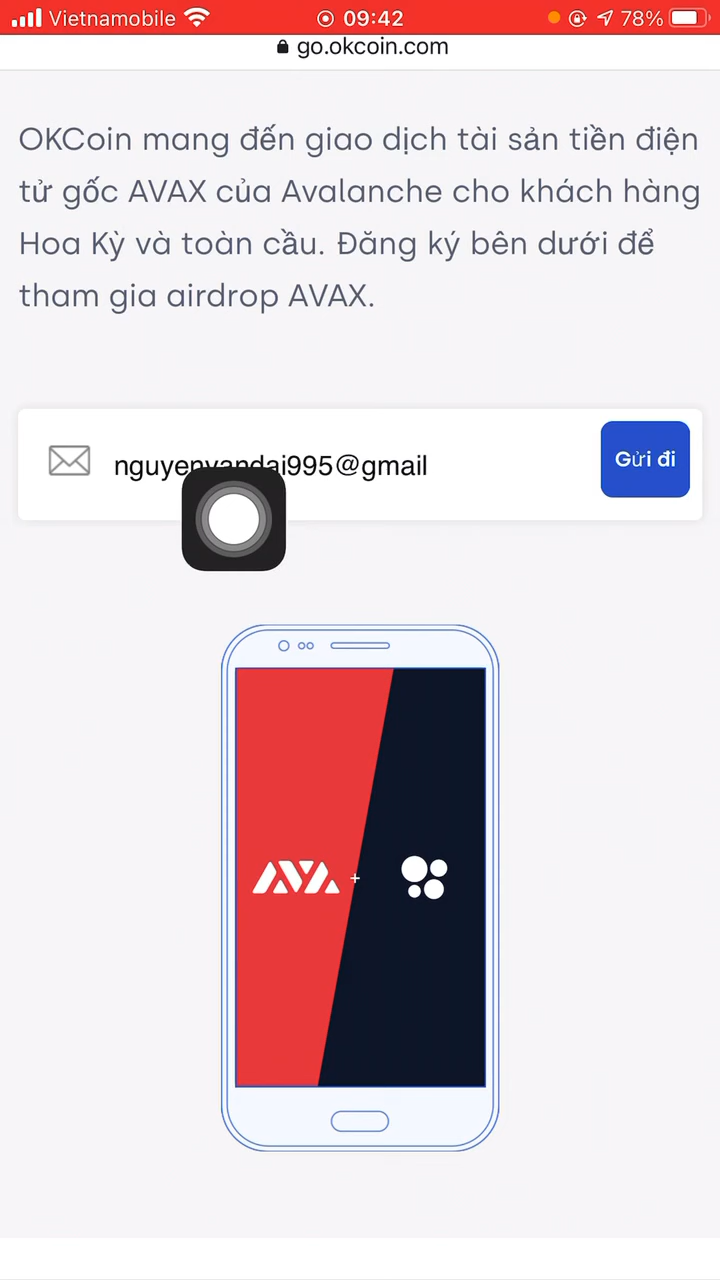 Vietnamobile 09:42 78%
go.okcoin.com
OKCoin mang đến giao dịch tài sản tiền điện
tử gốc AVAX của Avalanche cho khách hàng
Hoa Kỳ và toàn cầu. Đăng ký bên dưới để
tham gia airdrop AVAX.
nguyenvandai995@gmail
Gửi đi
AVA +